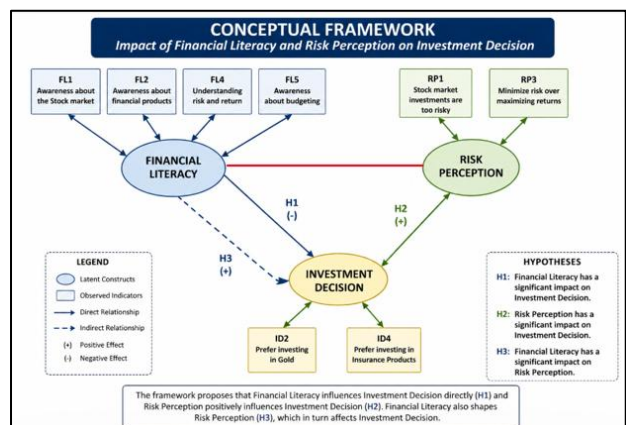 CONCEPTUAL FRAMEWORK
Impact of Financial Literacy and Risk Perception on Investment Decision
FL1
Awareness about
the Stock market
FL2
Awareness about
financial products
FL4
Understanding
risk and return
FL5
Awareness
about budgeting
RP1
Stock market
investments are
too risky
RP3
Minimize risk over
maximizing returns
FINANCIAL
LITERACY
RISK
PERCEPTION
H1
(-)
H2
(+)
H3
(+)
INVESTMENT
DECISION
LEGEND
Latent Constructs
Observed Indicators
Direct Relationship
Indirect Relationship
(+) Positive Effect
(-) Negative Effect
HYPOTHESES
H1: Financial Literacy has a
significant impact on
Investment Decision.
H2: Risk Perception has a
significant impact on
Investment Decision.
H3: Financial Literacy has a
significant impact on
Risk Perception.
ID2
Prefer investing
in Gold
ID4
Prefer investing in
Insurance Products
The framework proposes that Financial Literacy influences Investment Decision directly (H1) and
Risk Perception positively influences Investment Decision (H2). Financial Literacy also shapes
Risk Perception (H3), which in turn affects Investment Decision.